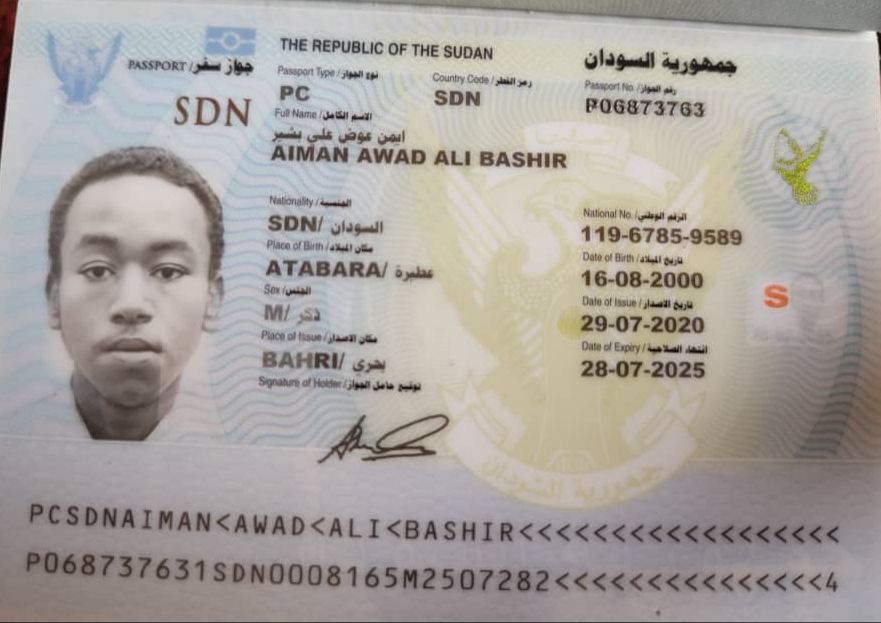 THE REPUBLIC OF THE SUDAN
جمهورية السودان
PASSPORT / جواز سفر
SDN
Passport Type / نوع الجواز
PC
Country Code / رمز القطر
SDN
Passport No. / رقم الجواز
P06873763
Full Name / الاسم الكامل
ايمن عوض علي بشير
AIMAN AWAD ALI BASHIR
Nationality / الجنسية
SDN/ السودان
National No. / الرقم الوطني
119-6785-9589
Place of Birth / مكان الميلاد
ATABARA/ عطبرة
Date of Birth / تاريخ الميلاد
16-08-2000
Sex / الجنس
M/ ذكر
Date of Issue / تاريخ الاصدار
29-07-2020
Place of Issue / مكان الاصدار
BAHRI/ بحري
Date of Expiry / انتهاء الصلاحية
28-07-2025
Signature of Holder / توقيع حامل الجواز
S
جمهورية السودان
PCSDNAIMAN<AWAD<ALI<BASHIR<<<<<<<<<<<<<<<<<<
P068737631SDN0008165M2507282<<<<<<<<<<<<<<<4